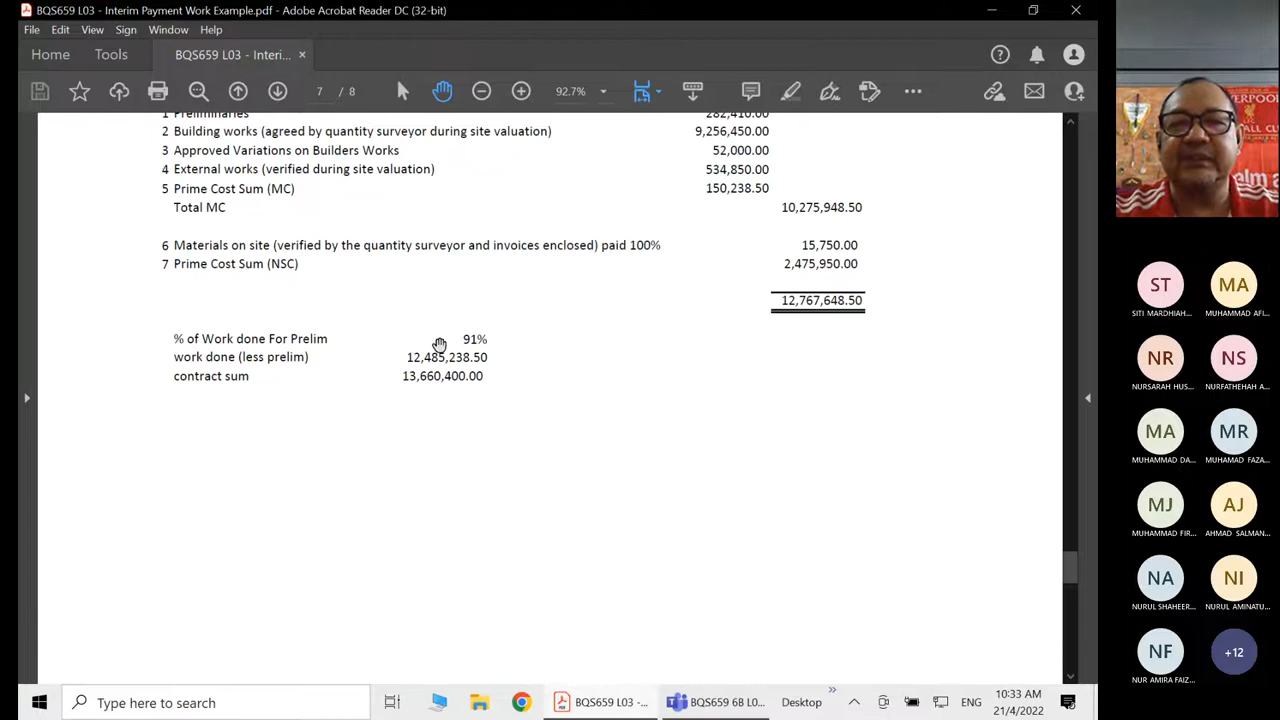 BQS659 L03 - Interim Payment Work Example.pdf - Adobe Acrobat Reader DC (32-bit)
File Edit View Sign Window Help
Home Tools BQS659 L03 - Interi... ×
7 / 8 92.7%
1 Preliminaries 282,410.00
2 Building works (agreed by quantity surveyor during site valuation) 9,256,450.00
3 Approved Variations on Builders Works 52,000.00
4 External works (verified during site valuation) 534,850.00
5 Prime Cost Sum (MC) 150,238.50
Total MC 10,275,948.50
6 Materials on site (verified by the quantity surveyor and invoices enclosed) paid 100% 15,750.00
7 Prime Cost Sum (NSC) 2,475,950.00
12,767,648.50
% of Work done For Prelim 91%
work done (less prelim) 12,485,238.50
contract sum 13,660,400.00
VERPOOL
ST MA
SITI MARDHIAH... MUHAMMAD AFI...
NR NS
NURSARAH HUS... NURFATHEHAH A...
MA MR
MUHAMMAD DA... MUHAMAD FAZA...
MJ AJ
MUHAMMAD FIR... AHMAD SALMAN...
NA NI
NURUL SHAHEER... NURUL AMINATU...
NF +12
NUR AMIRA FAIZ...
Type here to search
BQS659 L03 -...
BQS659 6B L0...
Desktop
ENG
10:33 AM
21/4/2022